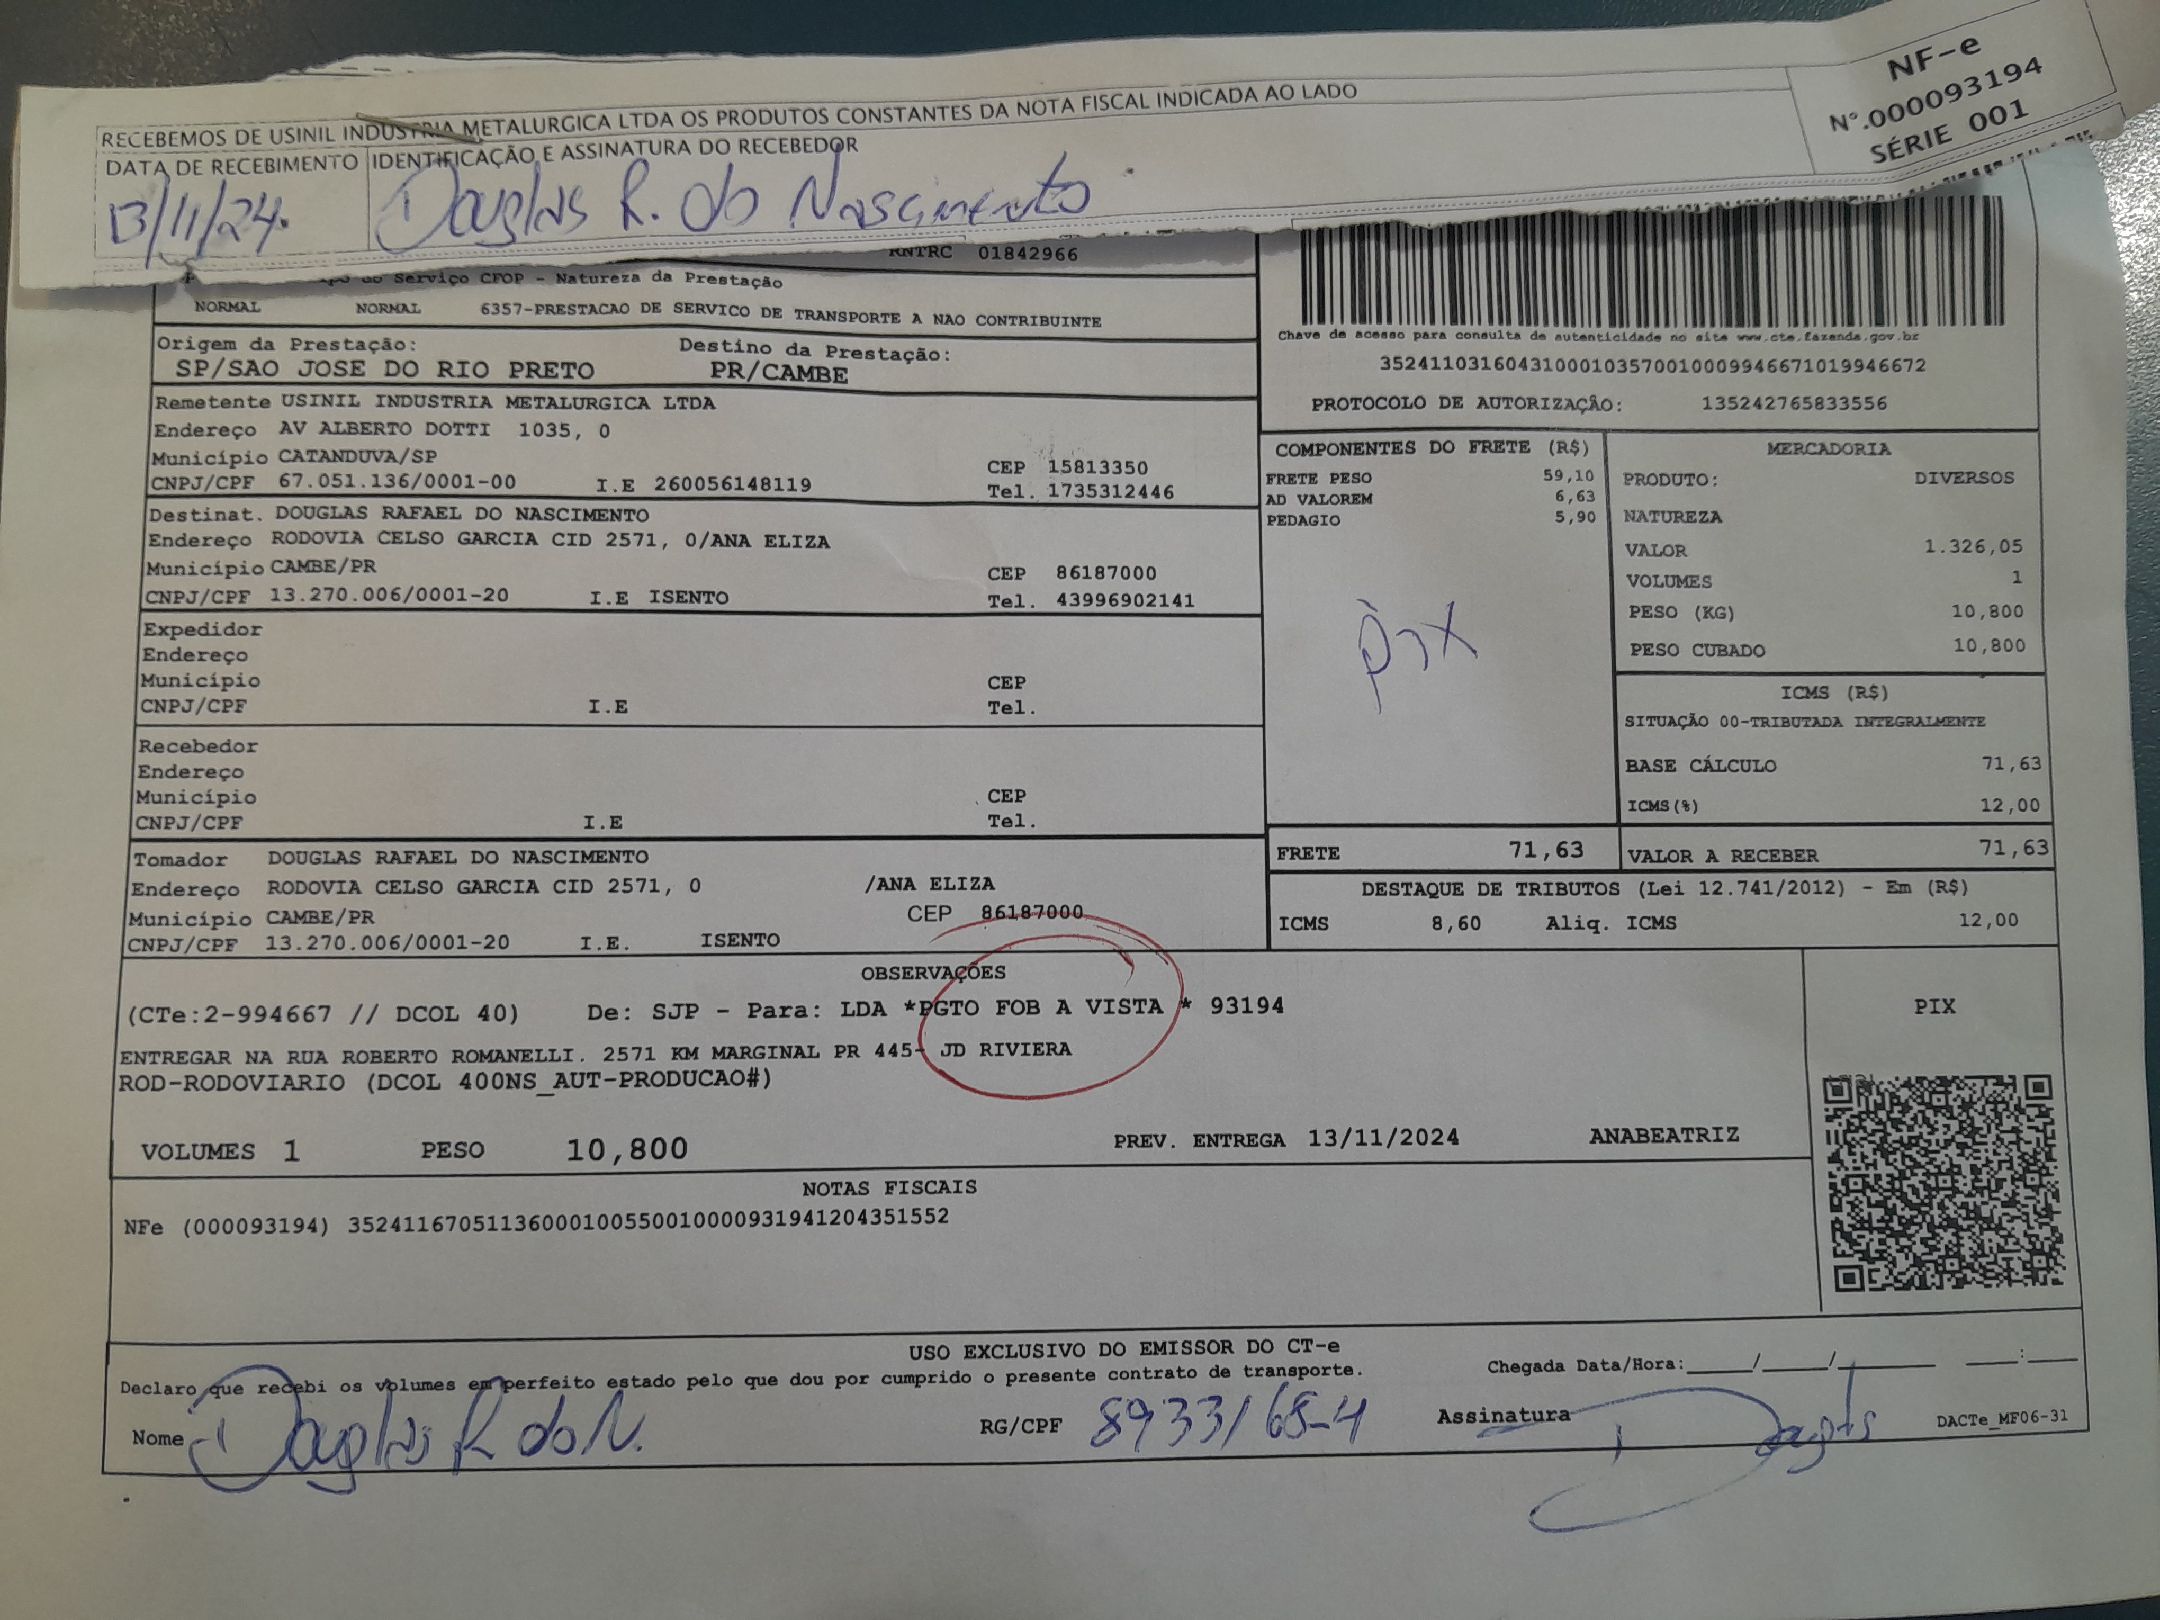 RECEBEMOS DE USINIL INDUSTRIA METALURGICA LTDA OS PRODUTOS CONSTANTES DA NOTA FISCAL INDICADA AO LADO
DATA DE RECEBIMENTO IDENTIFICAÇÃO E ASSINATURA DO RECEBEDOR
13/11/24. Douglas R. do Nascimento
NF-e
Nº.000093194
SÉRIE 001
RNTRC 01842966
do Serviço CFOP - Natureza da Prestação
NORMAL NORMAL 6357-PRESTACAO DE SERVICO DE TRANSPORTE A NAO CONTRIBUINTE
Origem da Prestação: Destino da Prestação:
SP/SAO JOSE DO RIO PRETO PR/CAMBE
Chave de acesso para consulta de autenticidade no site www.cte.fazenda.gov.br
35241103160431000103570010009946671019946672
PROTOCOLO DE AUTORIZAÇÃO: 135242765833556
Remetente USINIL INDUSTRIA METALURGICA LTDA
Endereço AV ALBERTO DOTTI 1035, 0
Município CATANDUVA/SP CEP 15813350
CNPJ/CPF 67.051.136/0001-00 I.E 260056148119 Tel. 1735312446
Destinat. DOUGLAS RAFAEL DO NASCIMENTO
Endereço RODOVIA CELSO GARCIA CID 2571, 0/ANA ELIZA
Município CAMBE/PR CEP 86187000
CNPJ/CPF 13.270.006/0001-20 I.E ISENTO Tel. 43996902141
Expedidor
Endereço
Município CEP
CNPJ/CPF I.E Tel.
Recebedor
Endereço
Município CEP
CNPJ/CPF I.E Tel.
Tomador DOUGLAS RAFAEL DO NASCIMENTO
Endereço RODOVIA CELSO GARCIA CID 2571, 0 /ANA ELIZA
Município CAMBE/PR CEP 86187000
CNPJ/CPF 13.270.006/0001-20 I.E. ISENTO
COMPONENTES DO FRETE (R$)
FRETE PESO 59,10
AD VALOREM 6,63
PEDAGIO 5,90
Pix
FRETE 71,63
MERCADORIA
PRODUTO: DIVERSOS
NATUREZA
VALOR 1.326,05
VOLUMES 1
PESO (KG) 10,800
PESO CUBADO 10,800
ICMS (R$)
SITUAÇÃO 00-TRIBUTADA INTEGRALMENTE
BASE CÁLCULO 71,63
ICMS(%) 12,00
VALOR A RECEBER 71,63
DESTAQUE DE TRIBUTOS (Lei 12.741/2012) - Em (R$)
ICMS 8,60 Aliq. ICMS 12,00
OBSERVAÇÕES
(CTe:2-994667 // DCOL 40) De: SJP - Para: LDA *PGTO FOB A VISTA * 93194
ENTREGAR NA RUA ROBERTO ROMANELLI. 2571 KM MARGINAL PR 445- JD RIVIERA
ROD-RODOVIARIO (DCOL 400NS_AUT-PRODUCAO#)
VOLUMES 1 PESO 10,800 PREV. ENTREGA 13/11/2024 ANABEATRIZ
PIX
NOTAS FISCAIS
NFe (000093194) 35241167051136000100550010000931941204351552
USO EXCLUSIVO DO EMISSOR DO CT-e
Declaro que recebi os volumes em perfeito estado pelo que dou por cumprido o presente contrato de transporte. Chegada Data/Hora:____/____/______ ___:___
Nome Douglas R do N. RG/CPF 8933168-4 Assinatura Douglas DACTe_MF06-31